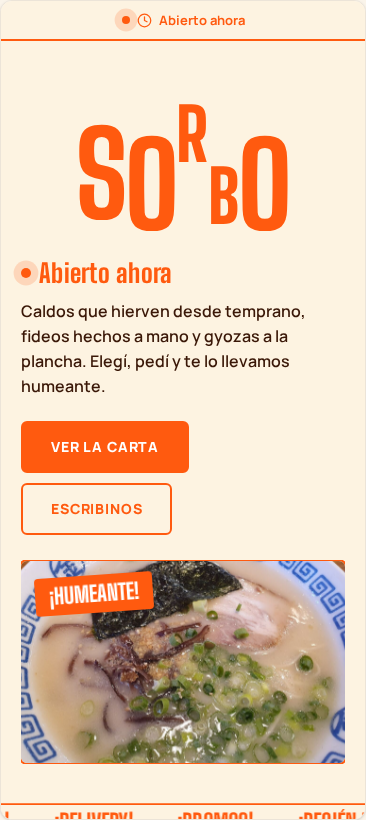 Abierto ahora
SORBO
Abierto ahora
Caldos que hierven desde temprano,
fideos hechos a mano y gyozas a la
plancha. Elegí, pedí y te lo llevamos
humeante.
VER LA CARTA
ESCRIBINOS
¡HUMEANTE!
¡DELIVERY! ¡PROMOS! ¡RECIÉN